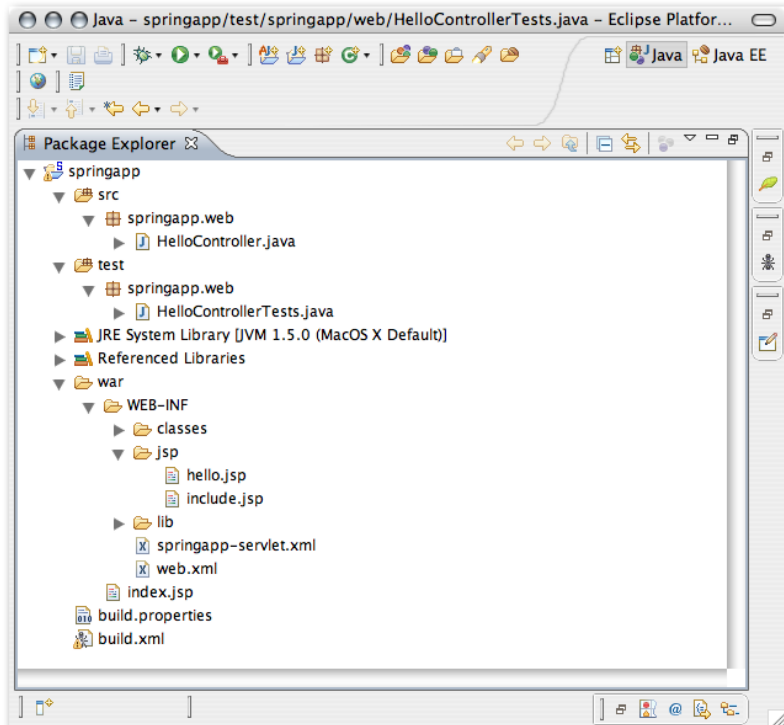 Java – springapp/test/springapp/web/HelloControllerTests.java – Eclipse Platfor...
Java Java EE
Package Explorer
springapp
src
springapp.web
HelloController.java
test
springapp.web
HelloControllerTests.java
JRE System Library [JVM 1.5.0 (MacOS X Default)]
Referenced Libraries
war
WEB-INF
classes
jsp
hello.jsp
include.jsp
lib
springapp-servlet.xml
web.xml
index.jsp
build.properties
build.xml